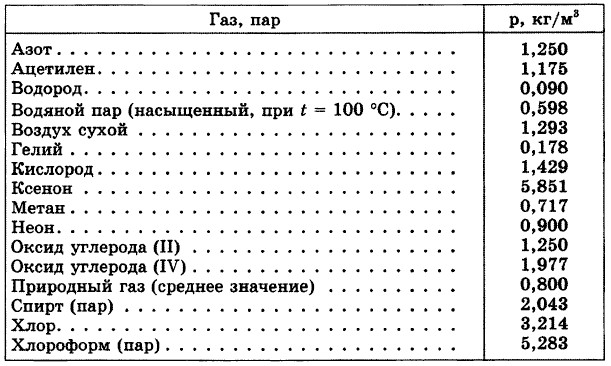 Газ, пар ρ, кг/м³
Азот. . . . . . . . . . . . . . . . . . . . . . . . . . . . . . 1,250
Ацетилен. . . . . . . . . . . . . . . . . . . . . . . . . . . 1,175
Водород. . . . . . . . . . . . . . . . . . . . . . . . . . . . 0,090
Водяной пар (насыщенный, при t = 100 °C). . . . . 0,598
Воздух сухой . . . . . . . . . . . . . . . . . . . . . . . . 1,293
Гелий . . . . . . . . . . . . . . . . . . . . . . . . . . . . . 0,178
Кислород . . . . . . . . . . . . . . . . . . . . . . . . . . . 1,429
Ксенон . . . . . . . . . . . . . . . . . . . . . . . . . . . . 5,851
Метан . . . . . . . . . . . . . . . . . . . . . . . . . . . . . 0,717
Неон. . . . . . . . . . . . . . . . . . . . . . . . . . . . . . 0,900
Оксид углерода (II) . . . . . . . . . . . . . . . . . . . . 1,250
Оксид углерода (IV) . . . . . . . . . . . . . . . . . . . . 1,977
Природный газ (среднее значение) . . . . . . . . . . 0,800
Спирт (пар) . . . . . . . . . . . . . . . . . . . . . . . . . 2,043
Хлор. . . . . . . . . . . . . . . . . . . . . . . . . . . . . . 3,214
Хлороформ (пар) . . . . . . . . . . . . . . . . . . . . . . 5,283